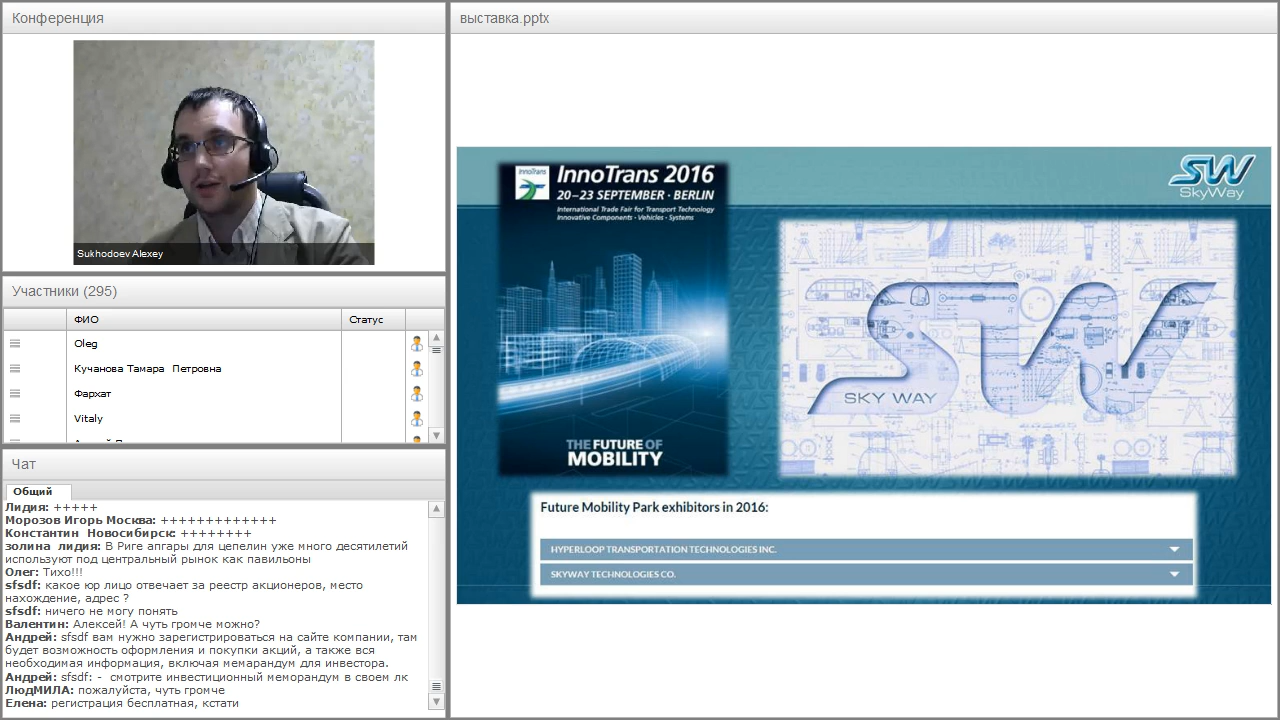 Конференция
Sukhodoev Alexey
Участники (295)
ФИО
Статус
Oleg
Кучанова Тамара Петровна
Фархат
Vitaly
Чат
Общий
Лидия: +++++
Морозов Игорь Москва: +++++++++++++
Константин Новосибирск: ++++++++
золина лидия: В Риге апгары для цепелин уже много десятилетий
используют под центральный рынок как павильоны
Олег: Тихо!!!
sfsdf: какое юр лицо отвечает за реестр акционеров, место
нахождение, адрес ?
sfsdf: ничего не могу понять
Валентин: Алексей! А чуть громче можно?
Андрей: sfsdf вам нужно зарегистрироваться на сайте компании, там
будет возможность оформления и покупки акций, а также вся
необходимая информация, включая мемарандум для инвестора.
Андрей: sfsdf: - смотрите инвестиционный меморандум в своем лк
ЛюдМИЛА: пожалуйста, чуть громче
Елена: регистрация бесплатная, кстати
выставка.pptx
InnoTrans
InnoTrans 2016
20–23 SEPTEMBER · BERLIN
International Trade Fair for Transport Technology
Innovative Components · Vehicles · Systems
THE FUTURE OF
MOBILITY
SW
SkyWay
SW
SKY WAY
Future Mobility Park exhibitors in 2016:
HYPERLOOP TRANSPORTATION TECHNOLOGIES INC.
SKYWAY TECHNOLOGIES CO.